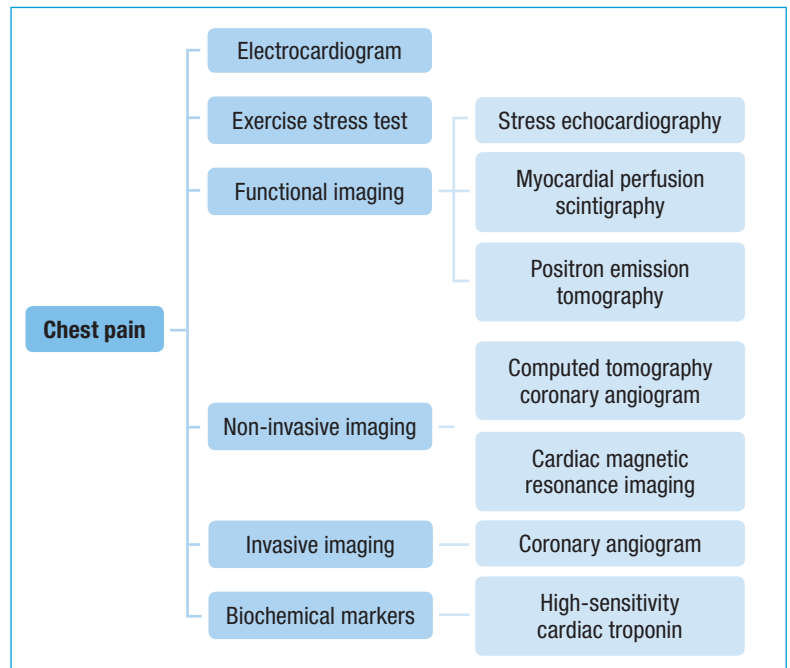 Chest pain
Electrocardiogram
Exercise stress test
Functional imaging
Stress echocardiography
Myocardial perfusion
scintigraphy
Positron emission
tomography
Non-invasive imaging
Computed tomography
coronary angiogram
Cardiac magnetic
resonance imaging
Invasive imaging
Coronary angiogram
Biochemical markers
High-sensitivity
cardiac troponin